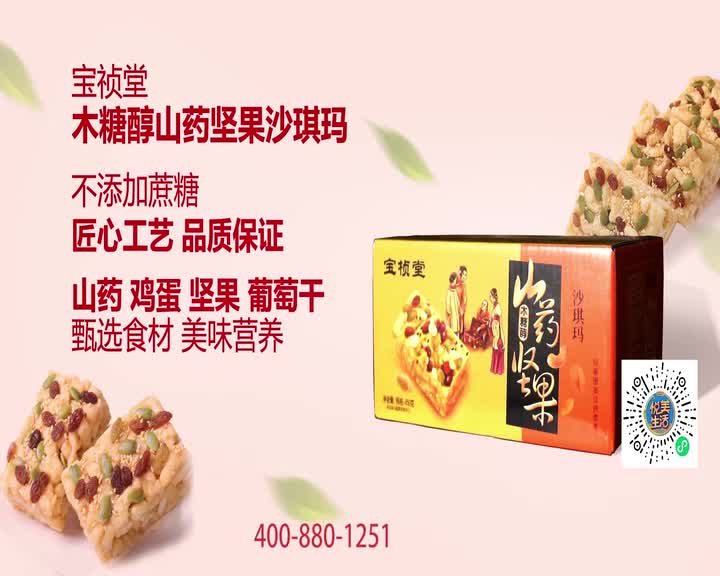 宝祯堂
木糖醇山药坚果沙琪玛
不添加蔗糖
匠心工艺 品质保证
山药 鸡蛋 坚果 葡萄干
甄选食材 美味营养
宝祯堂
山药坚果
木糖醇
沙琪玛
悦美
生活
400-880-1251